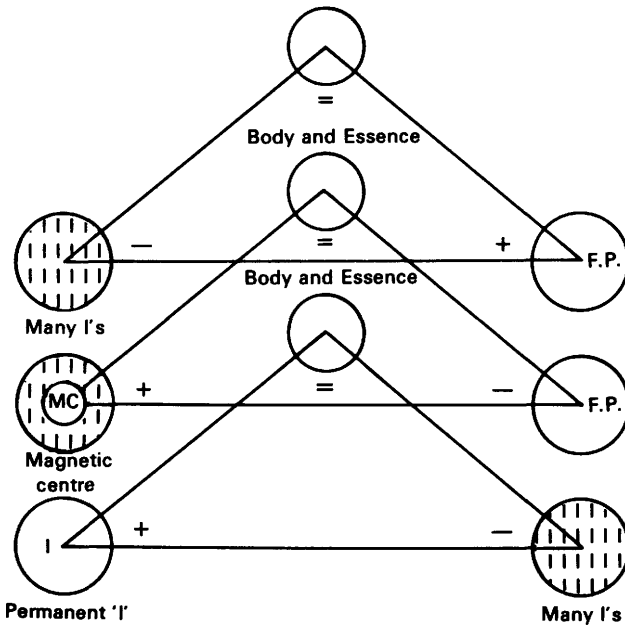 =
Body and Essence
− +
F.P.
Many I's
=
Body and Essence
MC
+ −
F.P.
Magnetic
centre
=
I
+ −
Permanent 'I'
Many I's